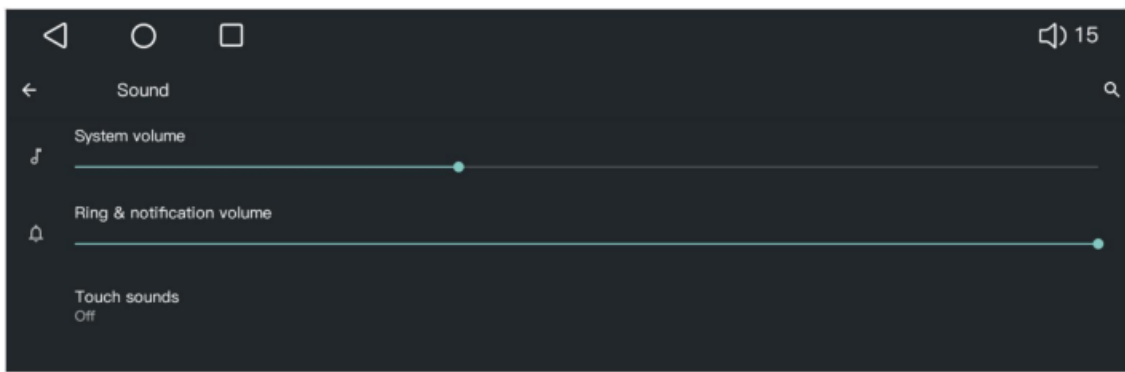 15
Sound
System volume
Ring & notification volume
Touch sounds
Off